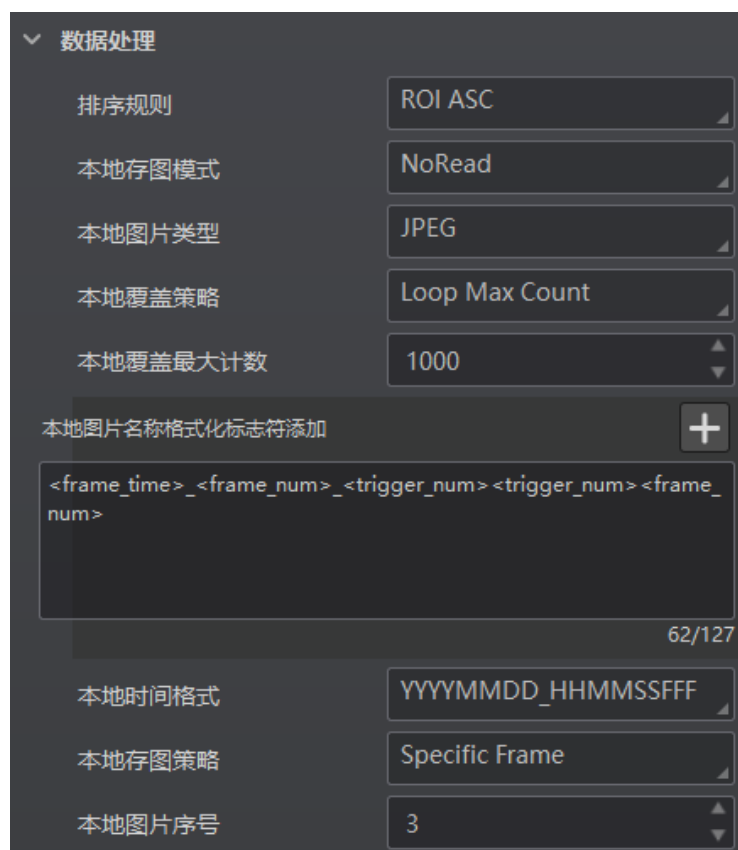 数据处理
排序规则 ROI ASC
本地存图模式 NoRead
本地图片类型 JPEG
本地覆盖策略 Loop Max Count
本地覆盖最大计数 1000
本地图片名称格式化标志符添加
<frame_time>_<frame_num>_<trigger_num><trigger_num><frame_
num>
62/127
本地时间格式 YYYYMMDD_HHMMSSFFF
本地存图策略 Specific Frame
本地图片序号 3